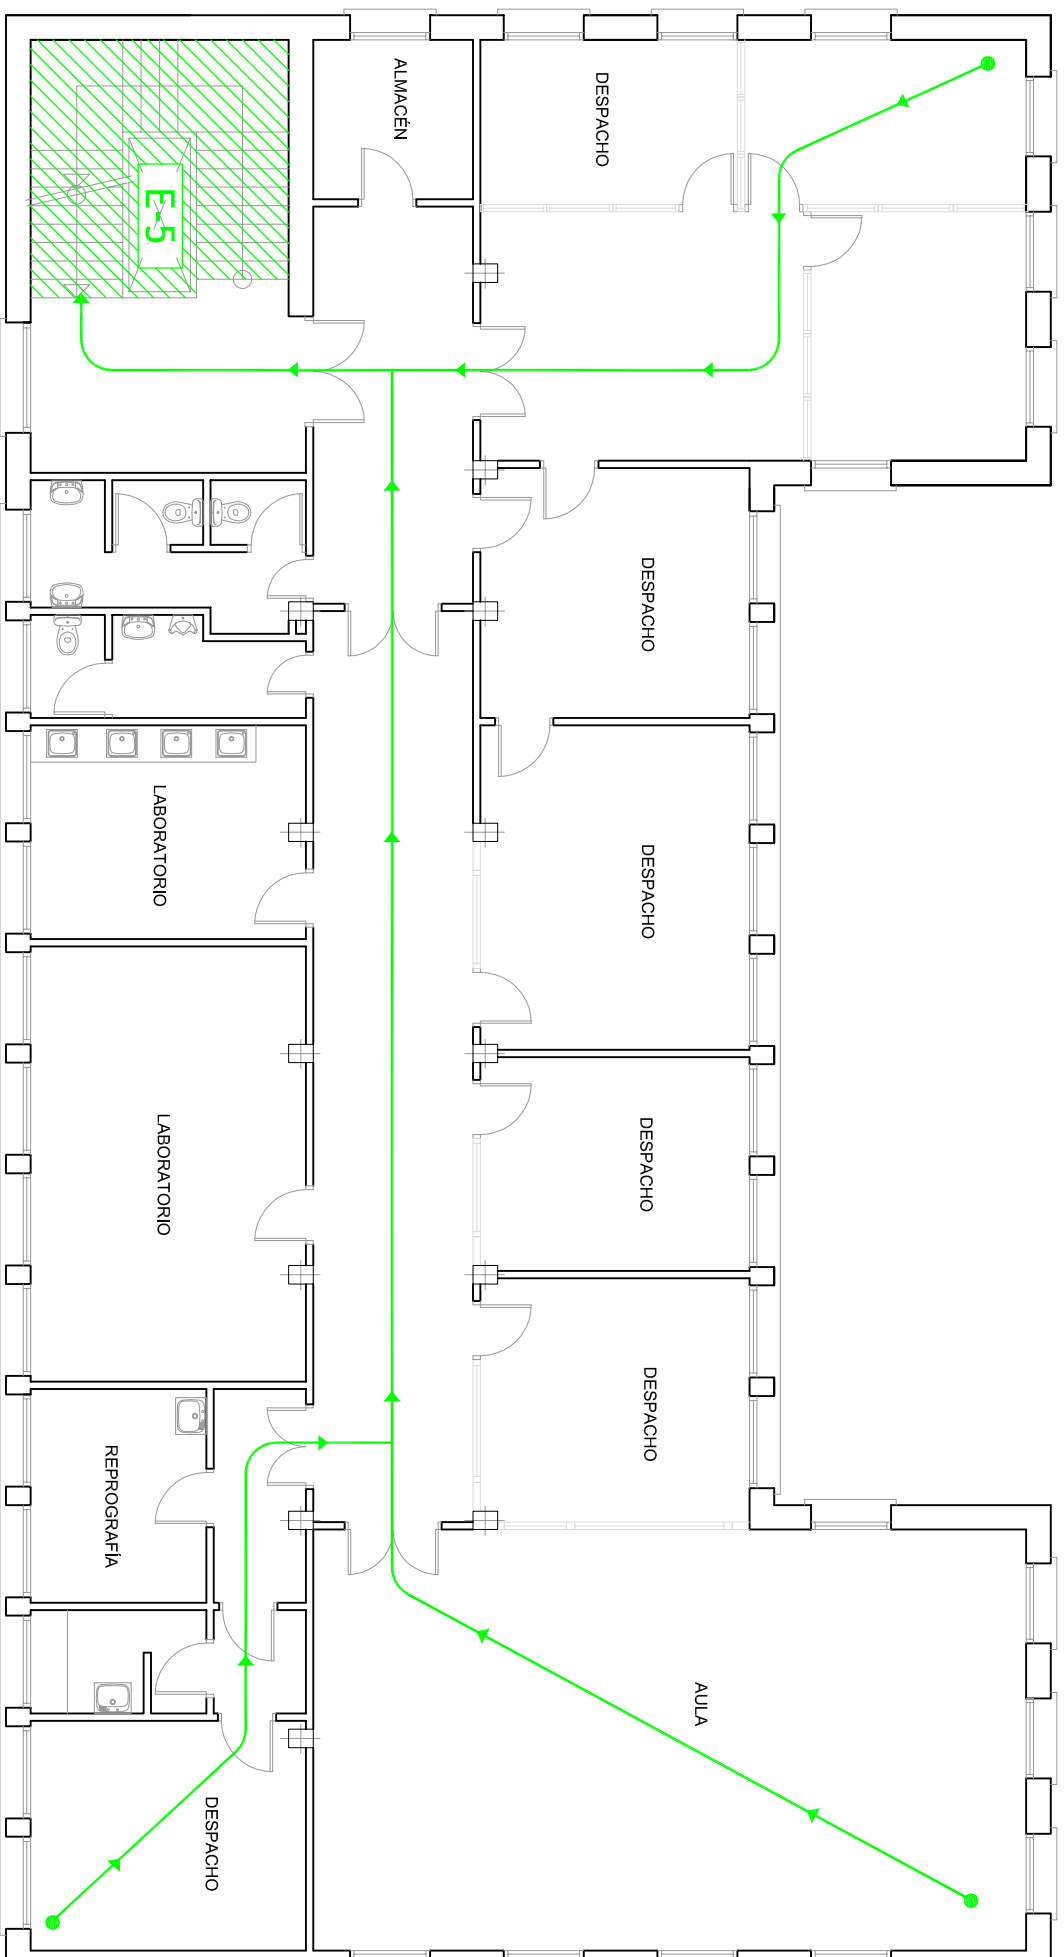 ALMACÉN
DESPACHO
E-5
DESPACHO
LABORATORIO
DESPACHO
LABORATORIO
DESPACHO
REPROGRAFÍA
DESPACHO
AULA
DESPACHO